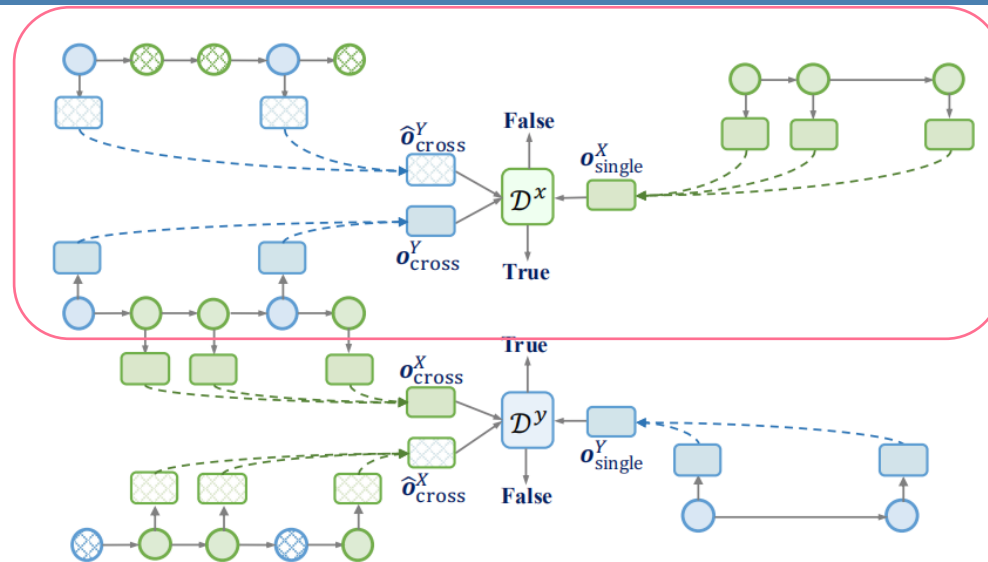 False
ô^Y_cross
o^X_single
𝒟^x
o^Y_cross
True
True
o^X_cross
𝒟^y
o^Y_single
ô^X_cross
False